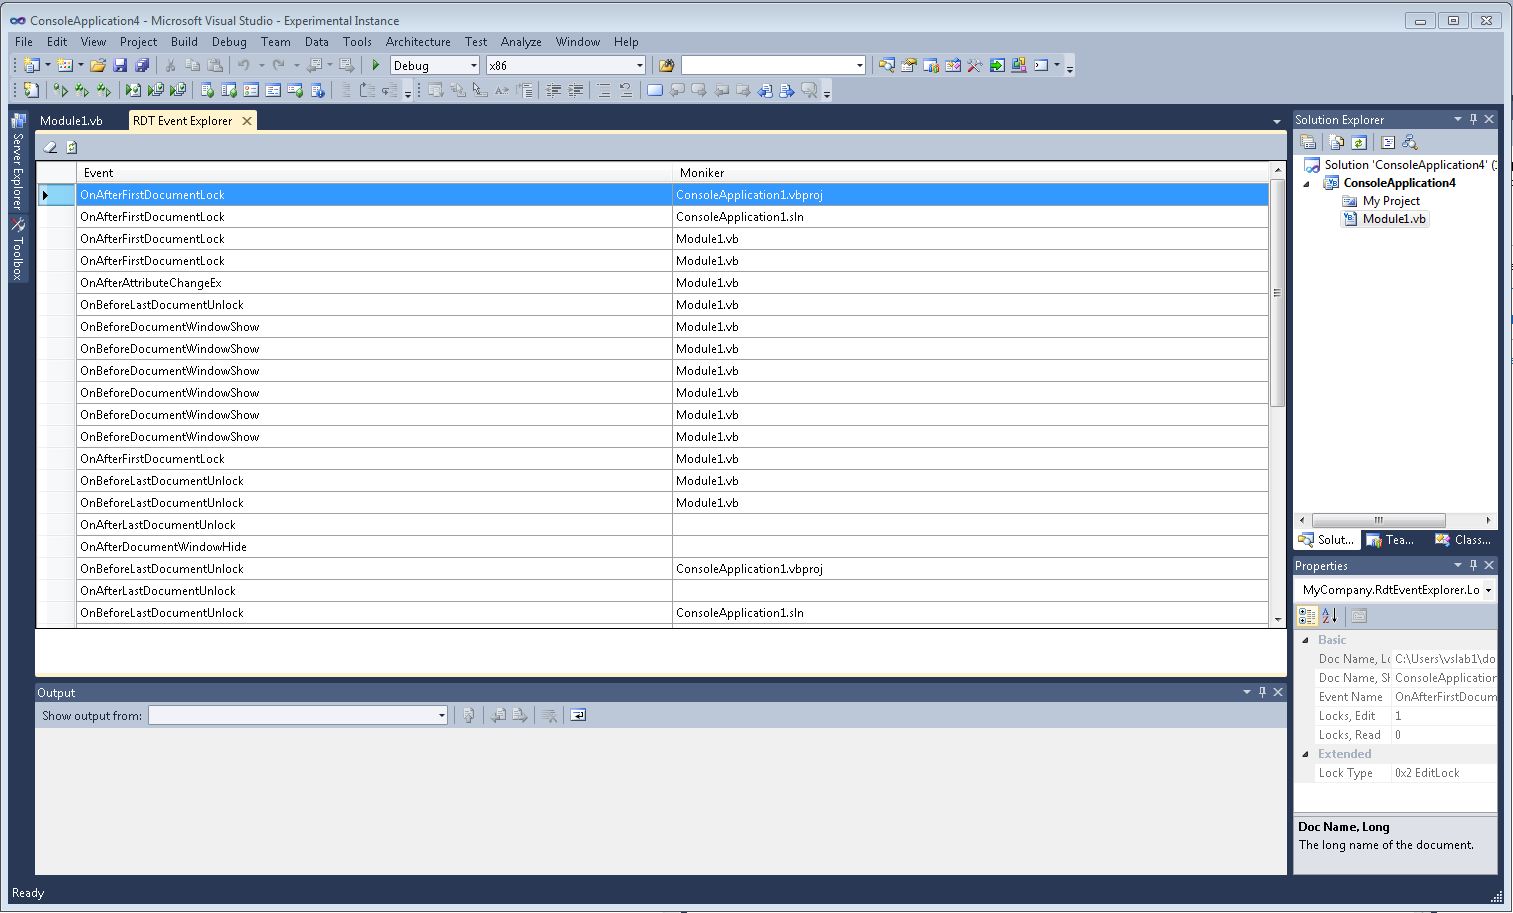 ConsoleApplication4 - Microsoft Visual Studio - Experimental Instance
File Edit View Project Build Debug Team Data Tools Architecture Test Analyze Window Help
Debug x86
Server Explorer
Toolbox
Module1.vb RDT Event Explorer
Event Moniker
OnAfterFirstDocumentLock ConsoleApplication1.vbproj
OnAfterFirstDocumentLock ConsoleApplication1.sln
OnAfterFirstDocumentLock Module1.vb
OnAfterFirstDocumentLock Module1.vb
OnAfterAttributeChangeEx Module1.vb
OnBeforeLastDocumentUnlock Module1.vb
OnBeforeDocumentWindowShow Module1.vb
OnBeforeDocumentWindowShow Module1.vb
OnBeforeDocumentWindowShow Module1.vb
OnBeforeDocumentWindowShow Module1.vb
OnBeforeDocumentWindowShow Module1.vb
OnBeforeDocumentWindowShow Module1.vb
OnAfterFirstDocumentLock Module1.vb
OnBeforeLastDocumentUnlock Module1.vb
OnBeforeLastDocumentUnlock Module1.vb
OnAfterLastDocumentUnlock
OnAfterDocumentWindowHide
OnBeforeLastDocumentUnlock ConsoleApplication1.vbproj
OnAfterLastDocumentUnlock
OnBeforeLastDocumentUnlock ConsoleApplication1.sln
Output
Show output from:
Solution Explorer
Solution 'ConsoleApplication4' (
ConsoleApplication4
My Project
Module1.vb
Solut... Tea... Class...
Properties
MyCompany.RdtEventExplorer.Lo
Basic
Doc Name, Lo C:\Users\vslab1\do
Doc Name, Sh ConsoleApplication
Event Name OnAfterFirstDocum
Locks, Edit 1
Locks, Read 0
Extended
Lock Type 0x2 EditLock
Doc Name, Long
The long name of the document.
Ready